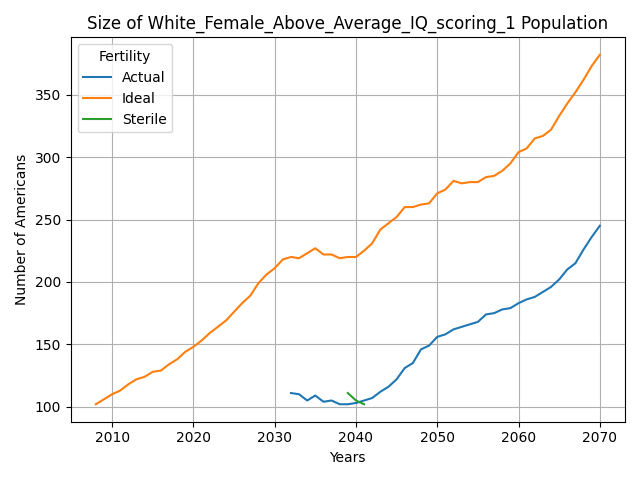 Size of White_Female_Above_Average_IQ_scoring_1 Population
Fertility
Actual
Ideal
Sterile
Number of Americans
350
300
250
200
150
100
2010 2020 2030 2040 2050 2060 2070
Years